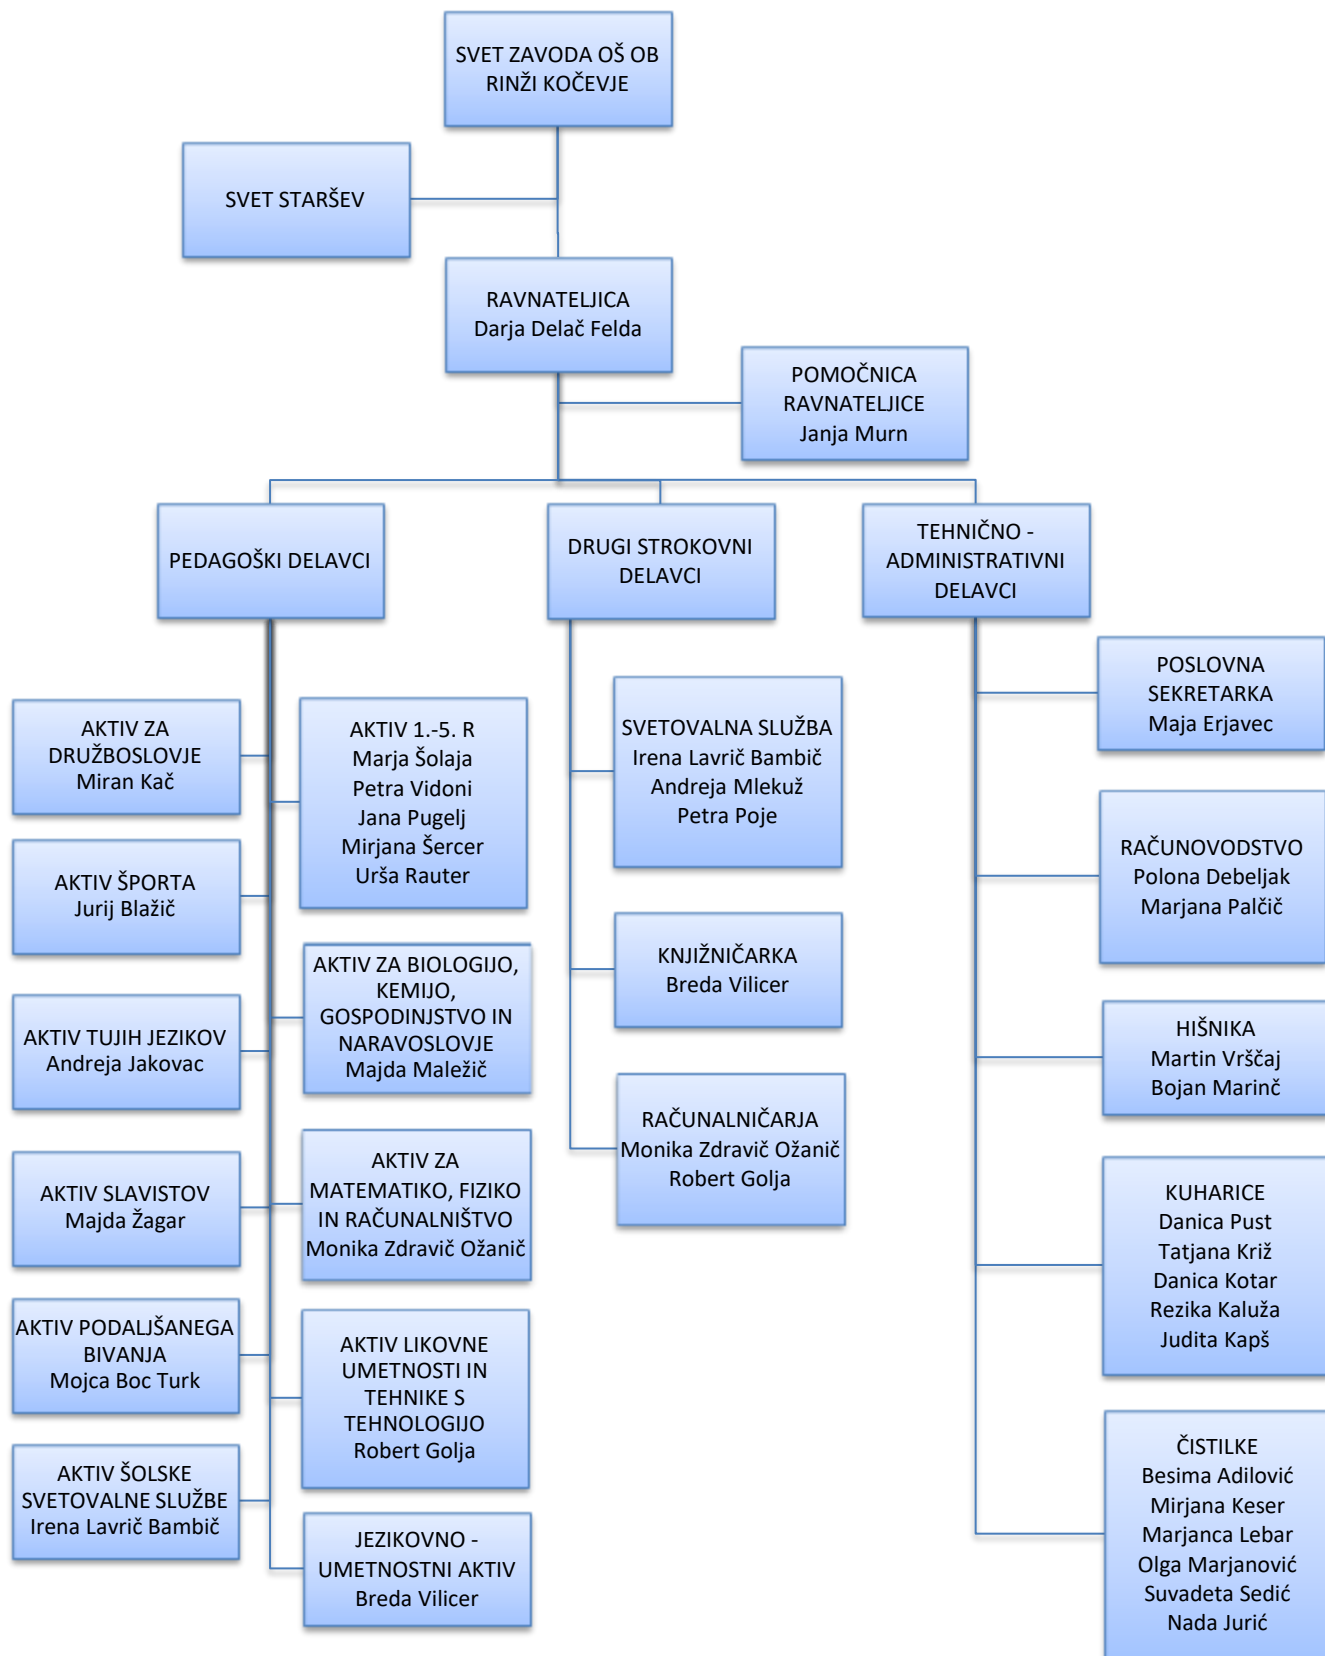 SVET ZAVODA OŠ OB
RINŽI KOČEVJE
SVET STARŠEV
RAVNATELJICA
Darja Delač Felda
POMOČNICA
RAVNATELJICE
Janja Murn
PEDAGOŠKI DELAVCI
DRUGI STROKOVNI
DELAVCI
TEHNIČNO -
ADMINISTRATIVNI
DELAVCI
AKTIV ZA
DRUŽBOSLOVJE
Miran Kač
AKTIV ŠPORTA
Jurij Blažič
AKTIV TUJIH JEZIKOV
Andreja Jakovac
AKTIV SLAVISTOV
Majda Žagar
AKTIV PODALJŠANEGA
BIVANJA
Mojca Boc Turk
AKTIV ŠOLSKE
SVETOVALNE SLUŽBE
Irena Lavrič Bambič
AKTIV 1.-5. R
Marja Šolaja
Petra Vidoni
Jana Pugelj
Mirjana Šercer
Urša Rauter
AKTIV ZA BIOLOGIJO,
KEMIJO,
GOSPODINJSTVO IN
NARAVOSLOVJE
Majda Maležič
AKTIV ZA
MATEMATIKO, FIZIKO
IN RAČUNALNIŠTVO
Monika Zdravič Ožanič
AKTIV LIKOVNE
UMETNOSTI IN
TEHNIKE S
TEHNOLOGIJO
Robert Golja
JEZIKOVNO -
UMETNOSTNI AKTIV
Breda Vilicer
SVETOVALNA SLUŽBA
Irena Lavrič Bambič
Andreja Mlekuž
Petra Poje
KNJIŽNIČARKA
Breda Vilicer
RAČUNALNIČARJA
Monika Zdravič Ožanič
Robert Golja
POSLOVNA
SEKRETARKA
Maja Erjavec
RAČUNOVODSTVO
Polona Debeljak
Marjana Palčič
HIŠNIKA
Martin Vrščaj
Bojan Marinč
KUHARICE
Danica Pust
Tatjana Križ
Danica Kotar
Rezika Kaluža
Judita Kapš
ČISTILKE
Besima Adilović
Mirjana Keser
Marjanca Lebar
Olga Marjanović
Suvadeta Sedić
Nada Jurić